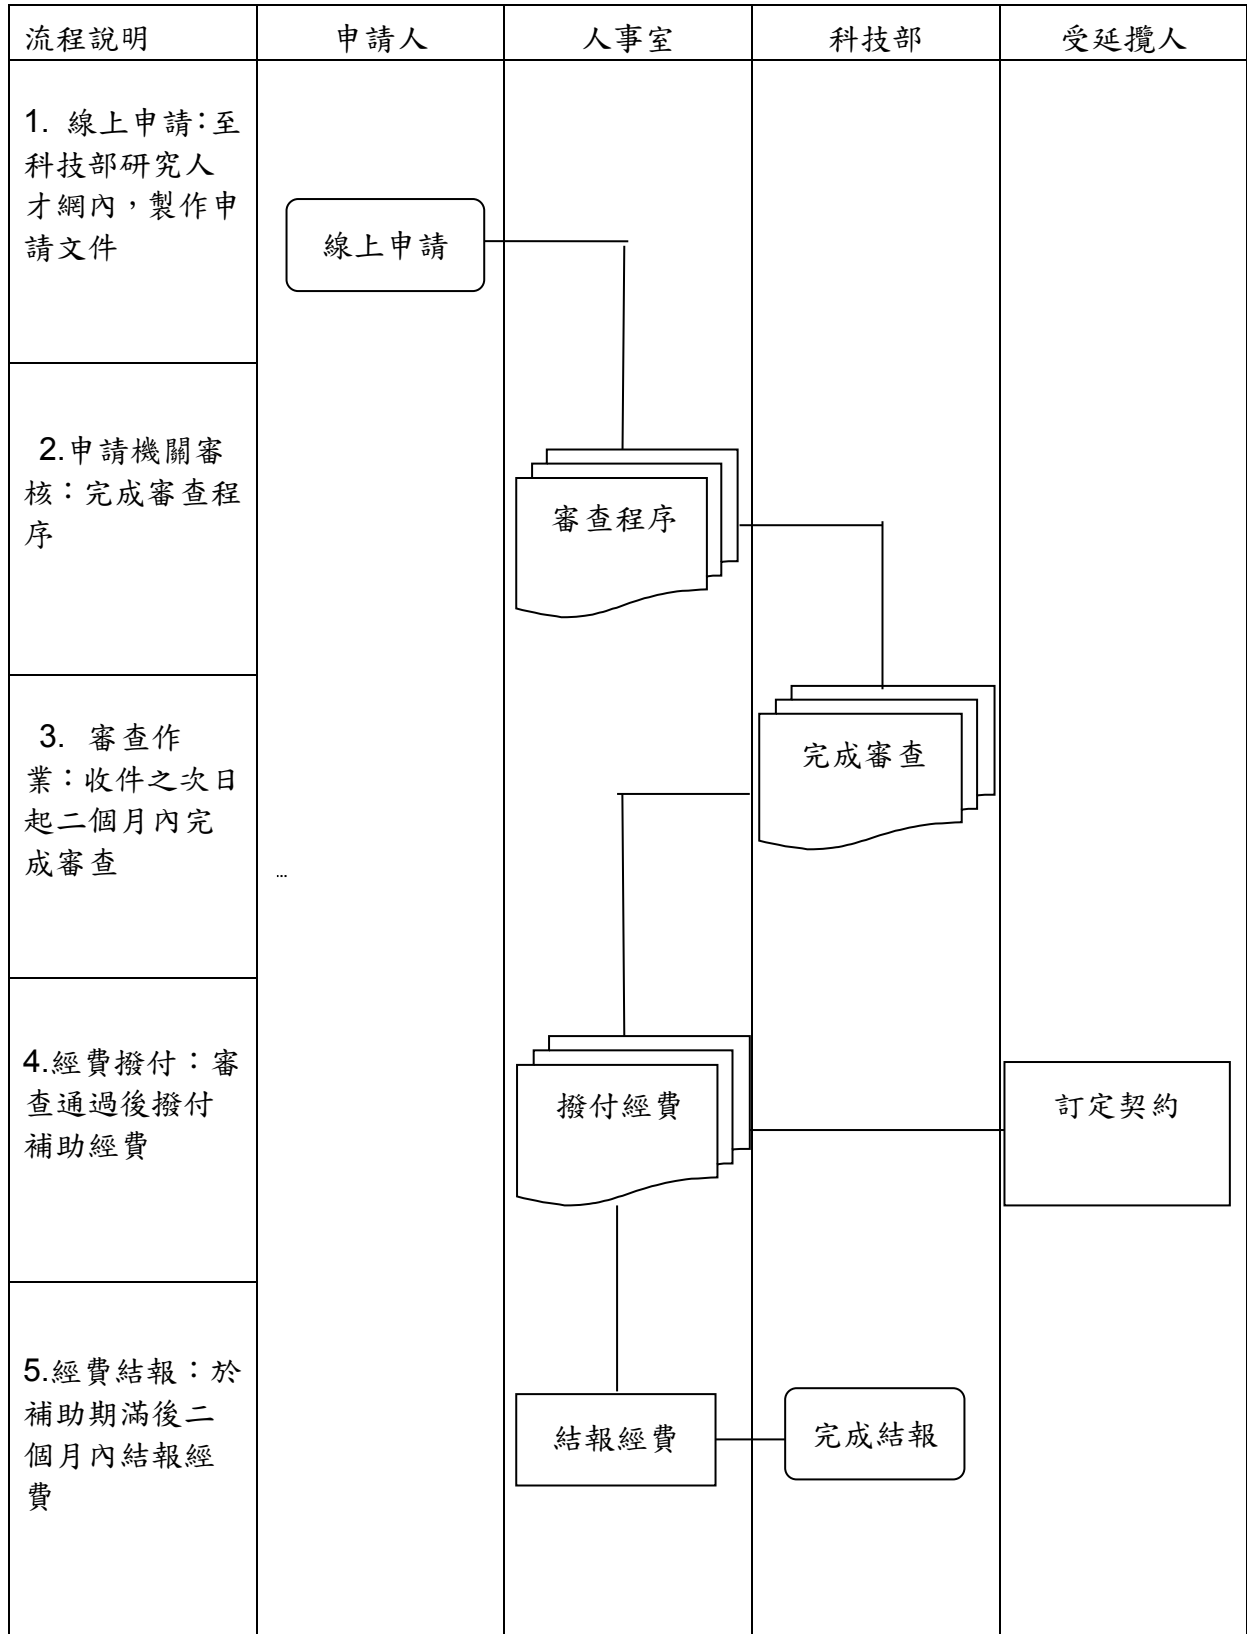 流程說明
申請人
人事室
科技部
受延攬人
1. 線上申請：至
科技部研究人
才網內，製作申
請文件
線上申請
2.申請機關審
核：完成審查程
序
審查程序
3. 審查作
業：收件之次日
起二個月內完
成審查
...
完成審查
4.經費撥付：審
查通過後撥付
補助經費
撥付經費
訂定契約
5.經費結報：於
補助期滿後二
個月內結報經
費
結報經費
完成結報